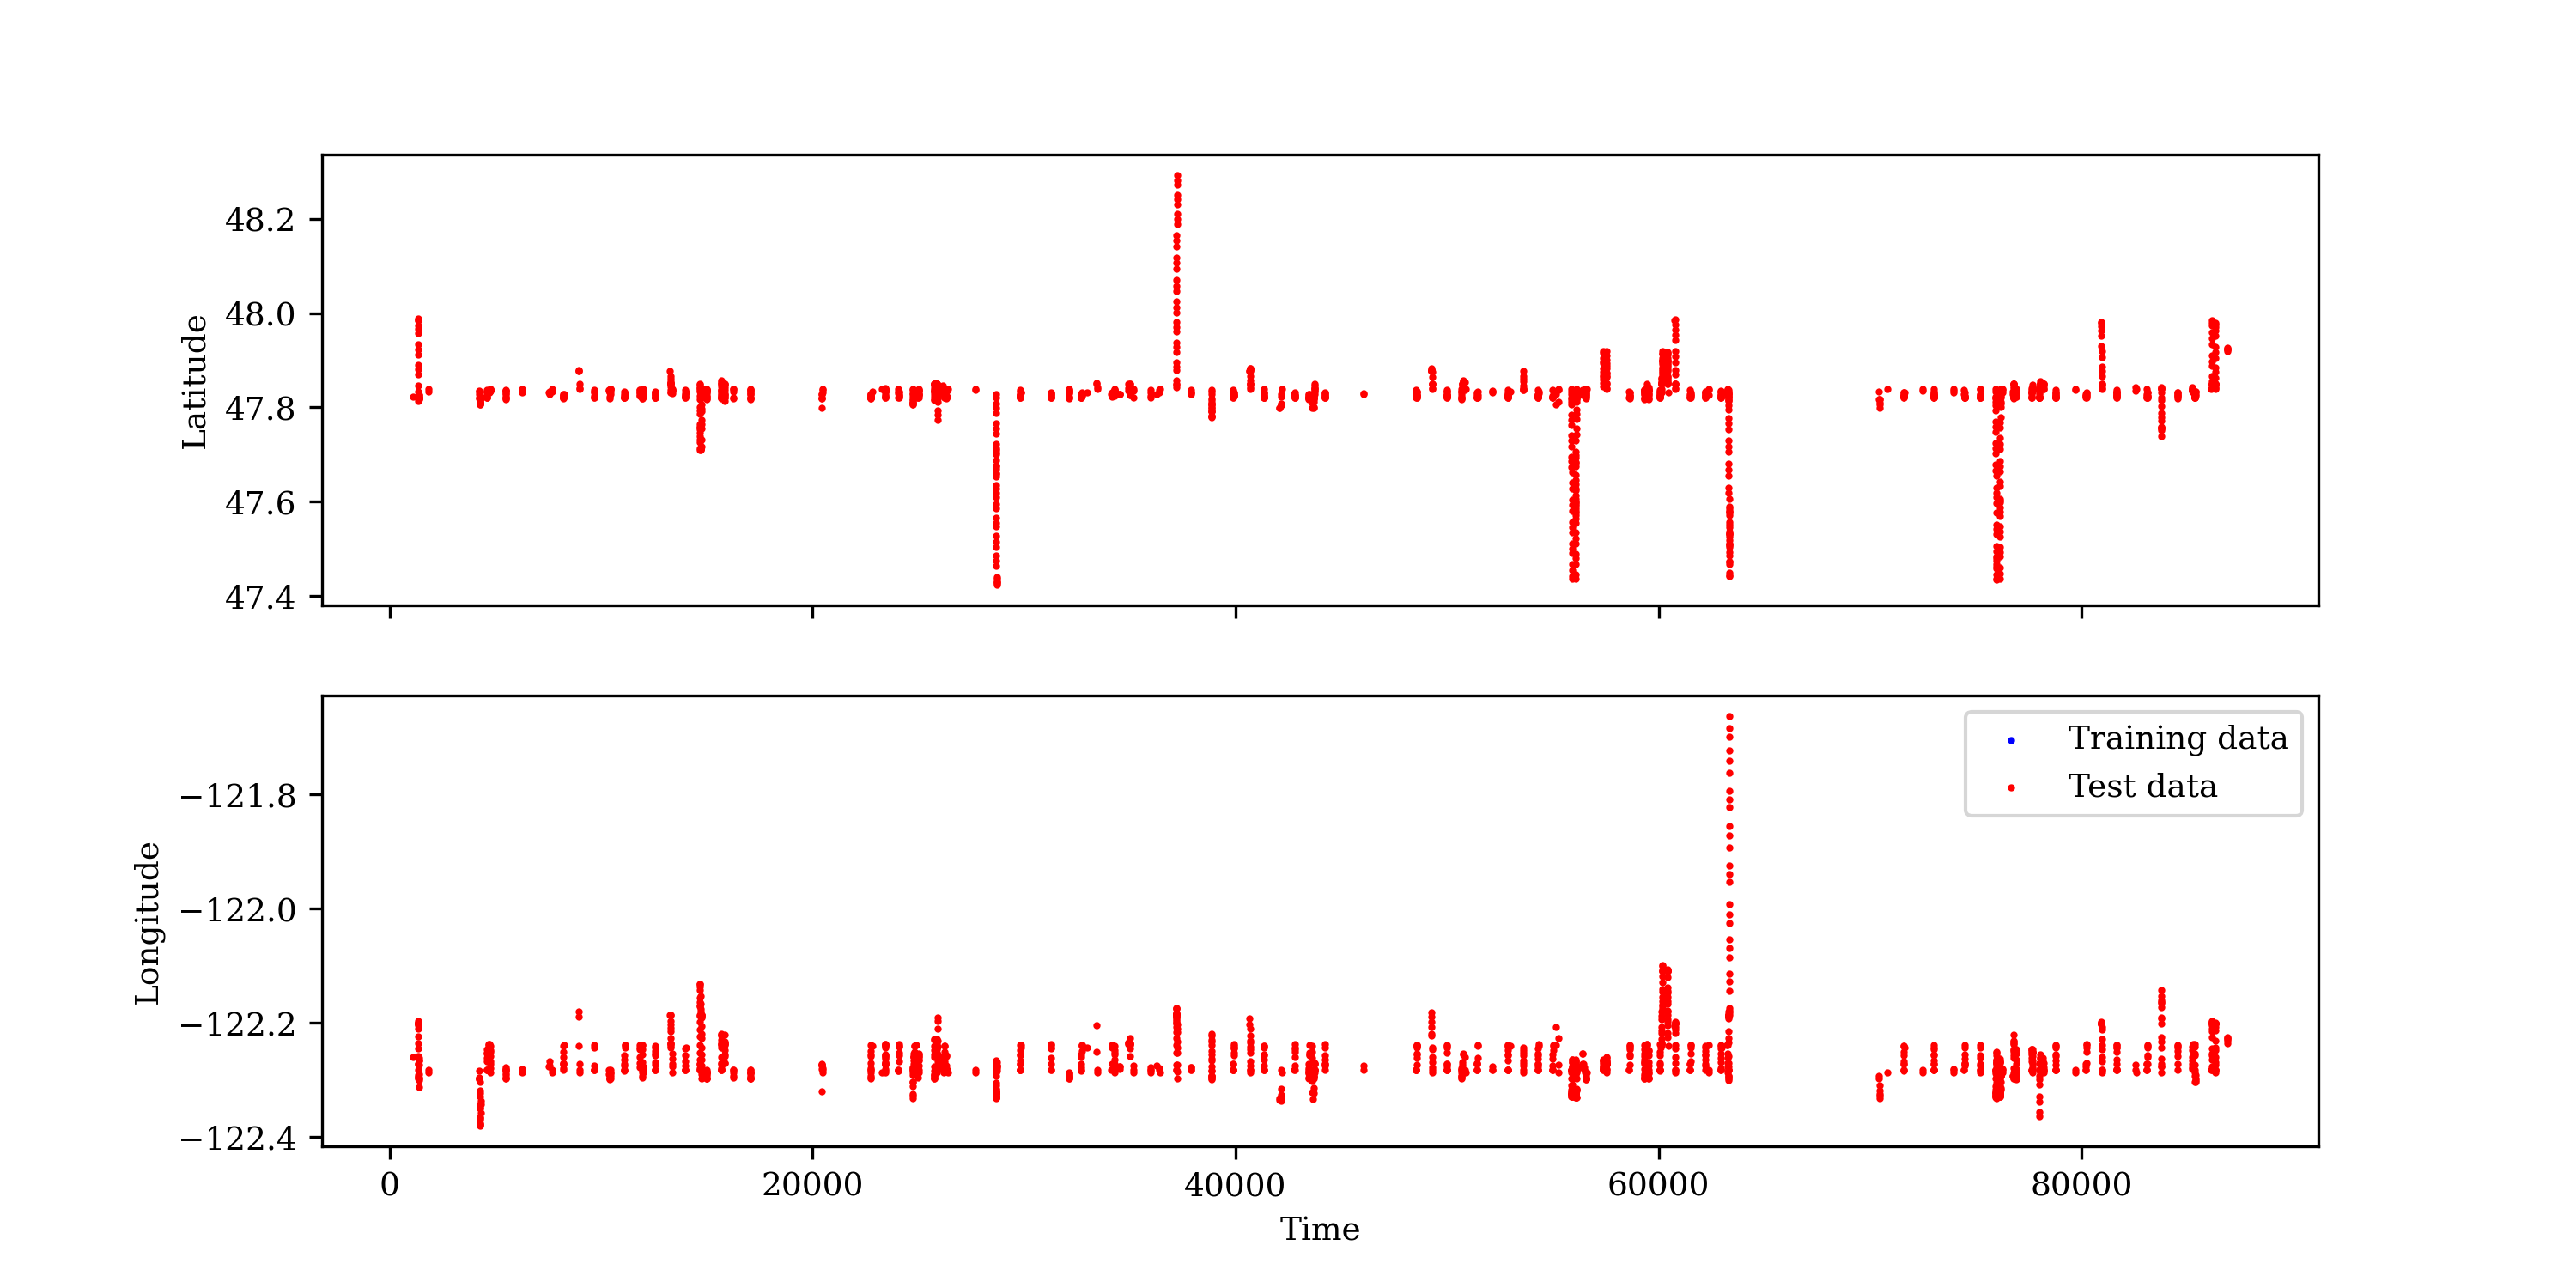 48.2
48.0
47.8
47.6
47.4
Latitude
−121.8
−122.0
−122.2
−122.4
Longitude
Training data
Test data
0 20000 40000 60000 80000
Time